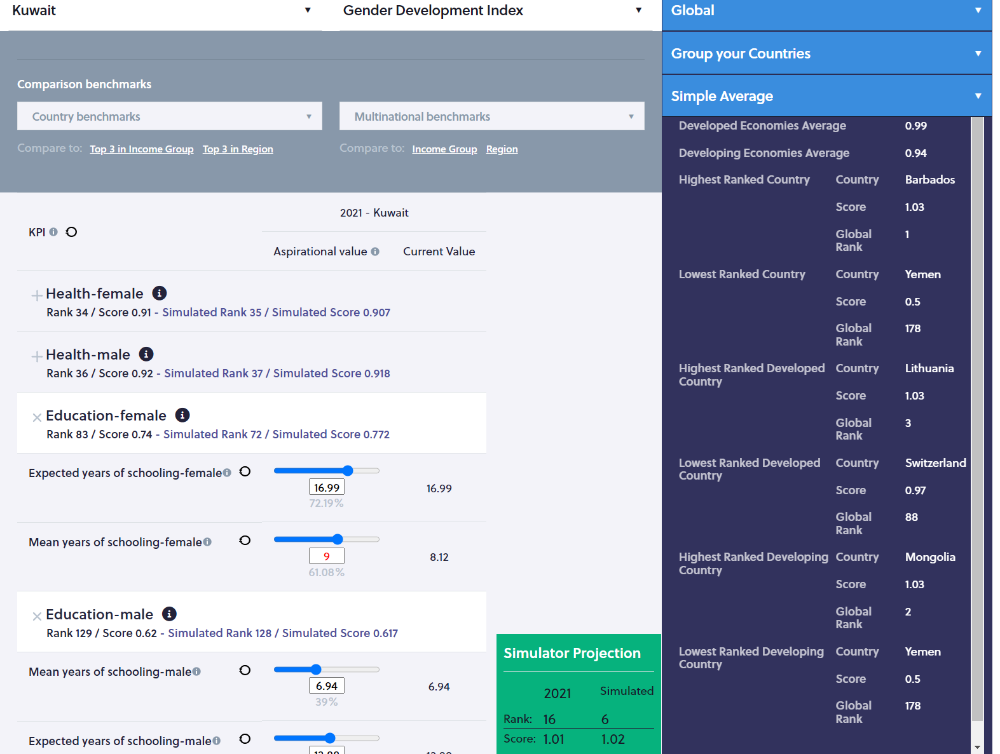 Kuwait
Gender Development Index
Comparison benchmarks
Country benchmarks
Multinational benchmarks
Compare to: Top 3 in Income Group Top 3 in Region
Compare to: Income Group Region
2021 - Kuwait
KPI
Aspirational value Current Value
Health-female
Rank 34 / Score 0.91 - Simulated Rank 35 / Simulated Score 0.907
Health-male
Rank 36 / Score 0.92 - Simulated Rank 37 / Simulated Score 0.918
Education-female
Rank 83 / Score 0.74 - Simulated Rank 72 / Simulated Score 0.772
Expected years of schooling-female
16.99
72.19%
16.99
Mean years of schooling-female
9
61.08%
8.12
Education-male
Rank 129 / Score 0.62 - Simulated Rank 128 / Simulated Score 0.617
Mean years of schooling-male
6.94
39%
6.94
Expected years of schooling-male
Simulator Projection
2021 Simulated
Rank: 16 6
Score: 1.01 1.02
Global
Group your Countries
Simple Average
Developed Economies Average 0.99
Developing Economies Average 0.94
Highest Ranked Country Country Barbados
Score 1.03
Global Rank 1
Lowest Ranked Country Country Yemen
Score 0.5
Global Rank 178
Highest Ranked Developed Country Country Lithuania
Score 1.03
Global Rank 3
Lowest Ranked Developed Country Country Switzerland
Score 0.97
Global Rank 88
Highest Ranked Developing Country Country Mongolia
Score 1.03
Global Rank 2
Lowest Ranked Developing Country Country Yemen
Score 0.5
Global Rank 178